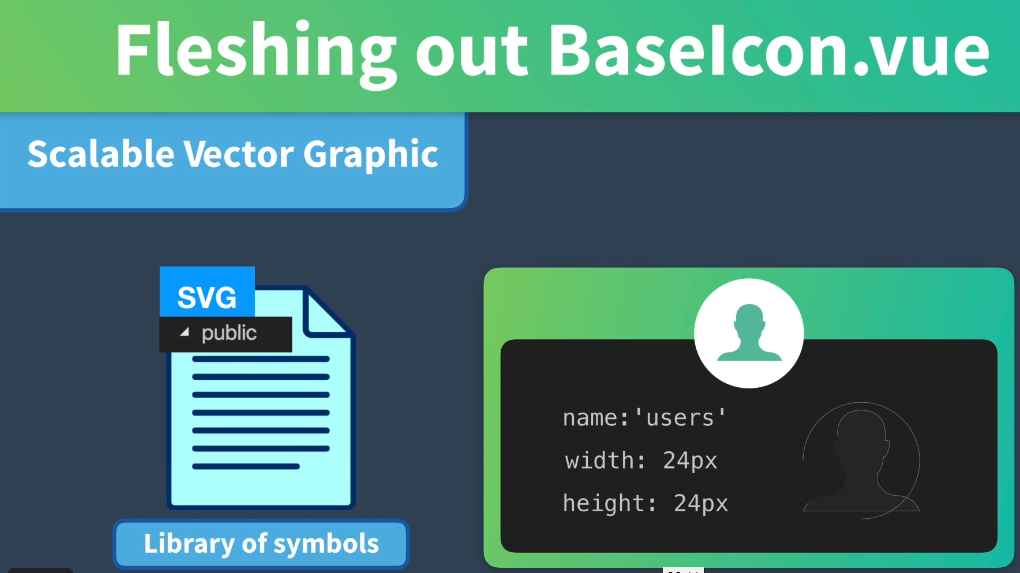 Fleshing out BaseIcon.vue
Scalable Vector Graphic
SVG
public
Library of symbols
name:'users'
width: 24px
height: 24px